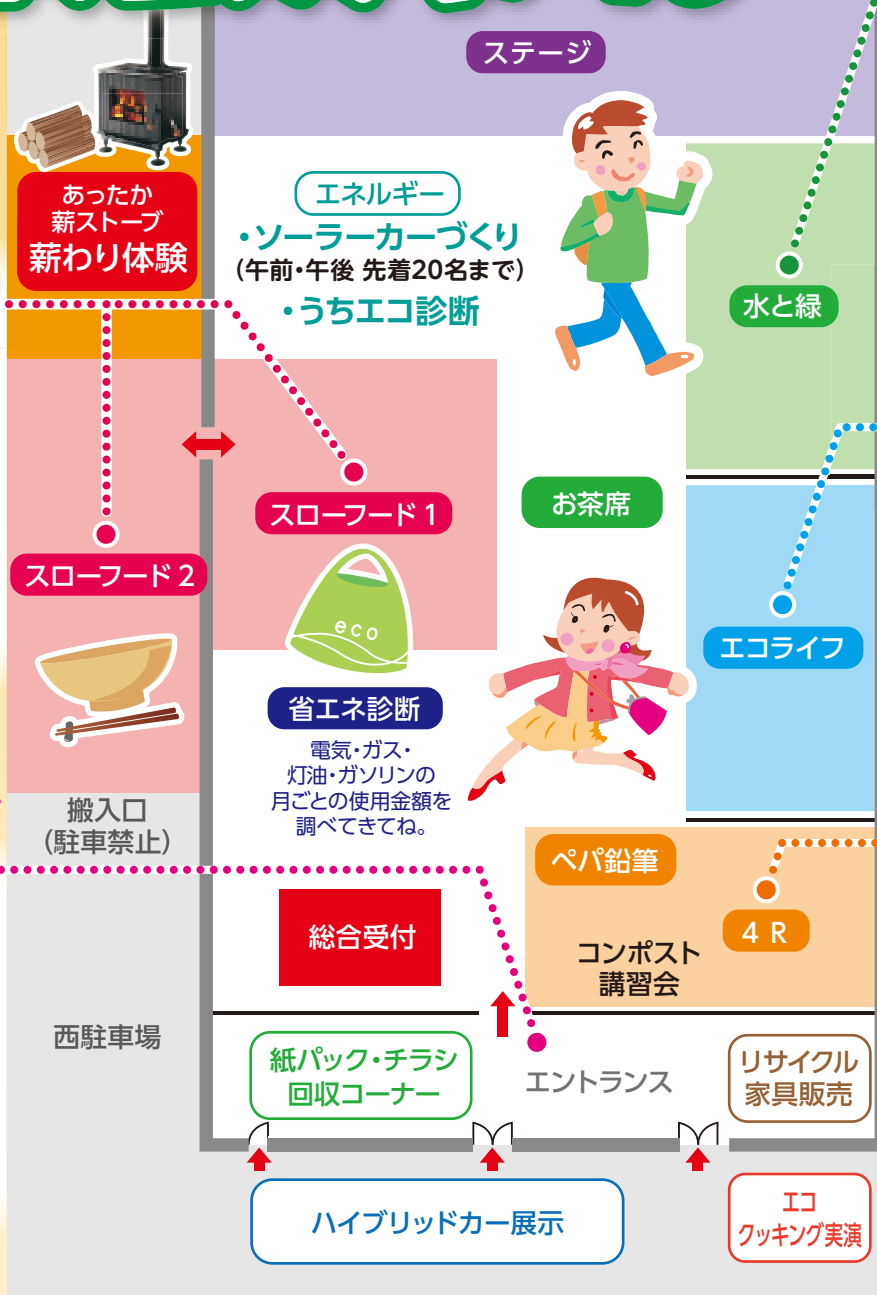 ステージ
あったか
薪ストーブ
薪わり体験
エネルギー
・ソーラーカーづくり
(午前・午後 先着20名まで)
・うちエコ診断
水と緑
スローフード 1
お茶席
スローフード 2
eco
エコライフ
省エネ診断
電気・ガス・
灯油・ガソリンの
月ごとの使用金額を
調べてきてね。
搬入口
(駐車禁止)
ペパ鉛筆
4 R
コンポスト
講習会
総合受付
西駐車場
紙パック・チラシ
回収コーナー
エントランス
リサイクル
家具販売
ハイブリッドカー展示
エコ
クッキング実演